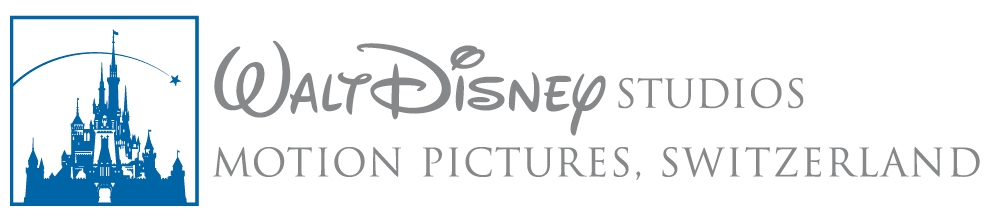 WALT DISNEY STUDIOS
MOTION PICTURES, SWITZERLAND